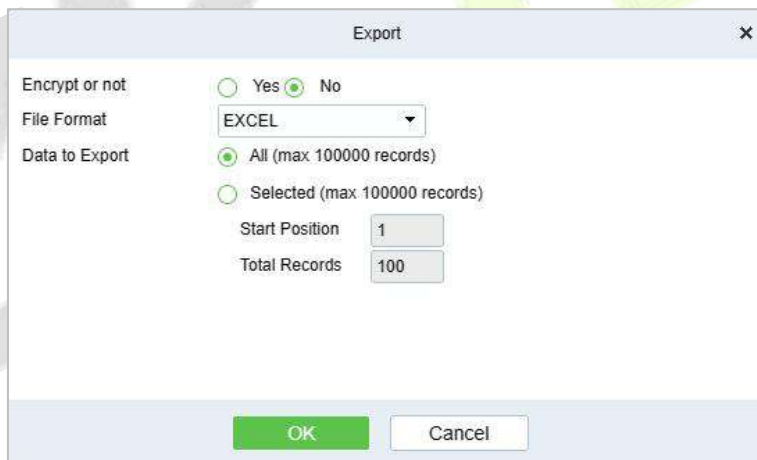 Export
Encrypt or not Yes No
File Format EXCEL
Data to Export All (max 100000 records)
Selected (max 100000 records)
Start Position 1
Total Records 100
OK Cancel